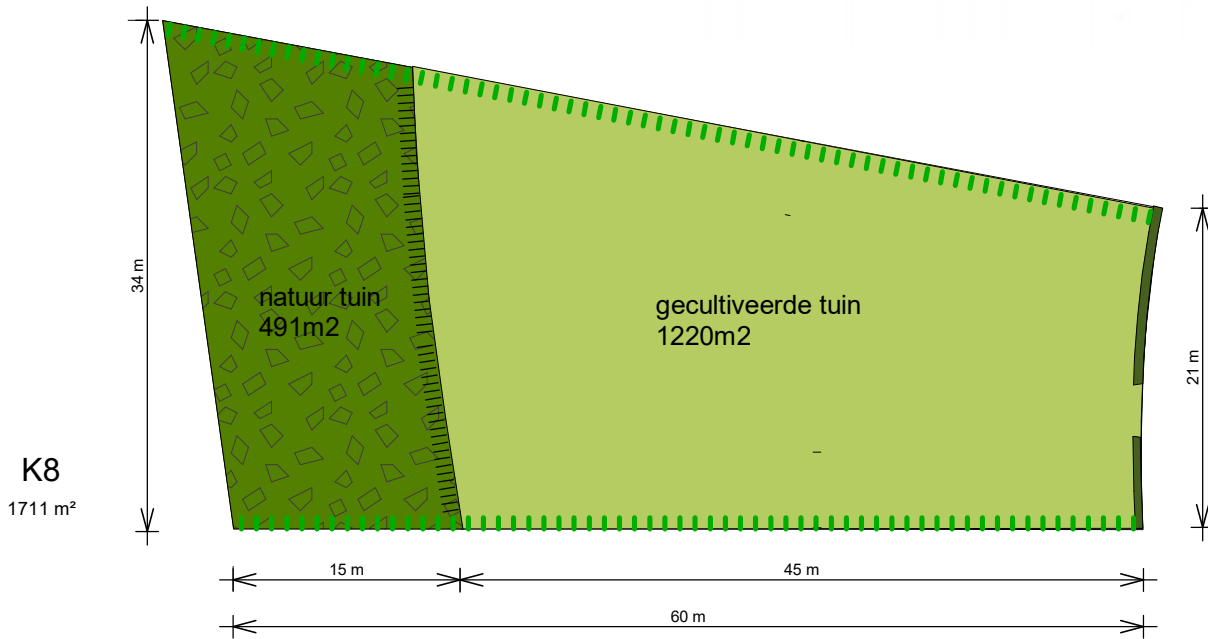 34 m
natuur tuin
491m2
gecultiveerde tuin
1220m2
21 m
K8
1711 m²
15 m
45 m
60 m